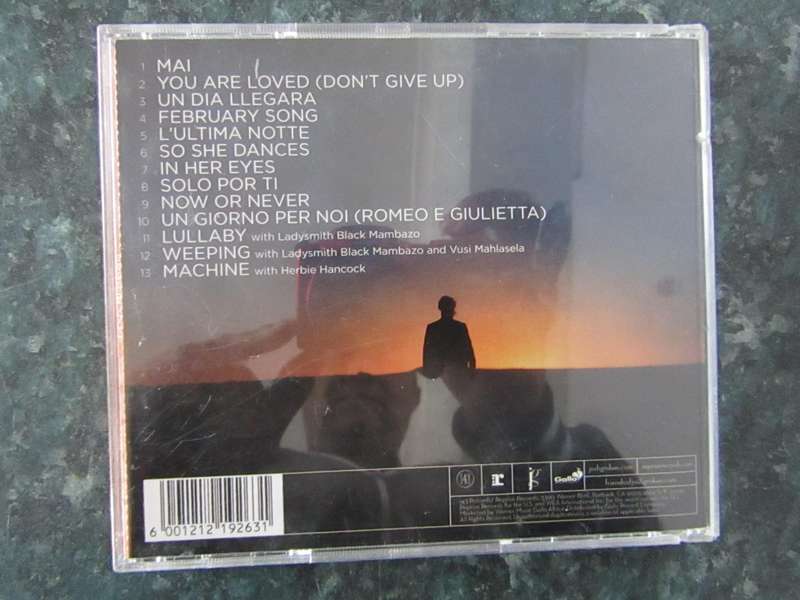 1 MAI
2 YOU ARE LOVED (DON'T GIVE UP)
3 UN DIA LLEGARA
4 FEBRUARY SONG
5 L'ULTIMA NOTTE
6 SO SHE DANCES
7 IN HER EYES
8 SOLO POR TI
9 NOW OR NEVER
10 UN GIORNO PER NOI (ROMEO E GIULIETTA)
11 LULLABY with Ladysmith Black Mambazo
12 WEEPING with Ladysmith Black Mambazo and Vusi Mahlasela
13 MACHINE with Herbie Hancock
143 r jg Gallo
6 001212 192631